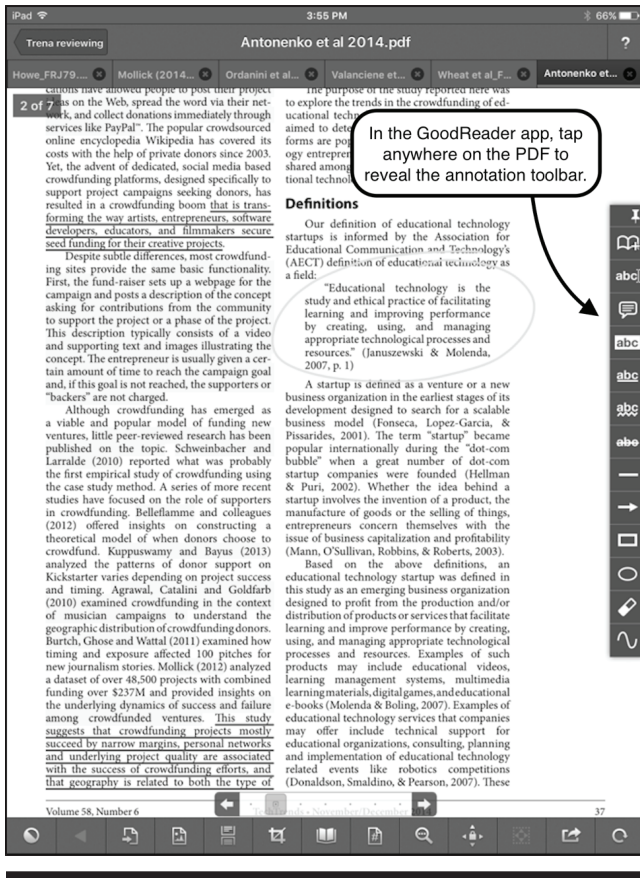 iPad 3:55 PM 66%
Trena reviewing
Antonenko et al 2014.pdf
?
Howe_FRJ79....
Mollick (2014...
Ordanini et al...
Valanciene et...
Wheat et al_F...
Antonenko et...
2 of 7
cations have allowed people to post their project
as on the Web, spread the word via their net-
work, and collect donations immediately through
services like PayPal™. The popular crowdsourced
online encyclopedia Wikipedia has covered its
costs with the help of private donors since 2003.
Yet, the advent of dedicated, social media based
crowdfunding platforms, designed specifically to
support project campaigns seeking donors, has
resulted in a crowdfunding boom that is trans-
forming the way artists, entrepreneurs, software
developers, educators, and filmmakers secure
seed funding for their creative projects.
Despite subtle differences, most crowdfund-
ing sites provide the same basic functionality.
First, the fund-raiser sets up a webpage for the
campaign and posts a description of the concept
asking for contributions from the community
to support the project or a phase of the project.
This description typically consists of a video
and supporting text and images illustrating the
concept. The entrepreneur is usually given a cer-
tain amount of time to reach the campaign goal
and, if this goal is not reached, the supporters or
"backers" are not charged.
Although crowdfunding has emerged as
a viable and popular model of funding new
ventures, little peer-reviewed research has been
published on the topic. Schweinbacher and
Larralde (2010) reported what was probably
the first empirical study of crowdfunding using
the case study method. A series of more recent
studies have focused on the role of supporters
in crowdfunding. Belleflamme and colleagues
(2012) offered insights on constructing a
theoretical model of when donors choose to
crowdfund. Kuppuswamy and Bayus (2013)
analyzed the patterns of donor support on
Kickstarter varies depending on project success
and timing. Agrawal, Catalini and Goldfarb
(2010) examined crowdfunding in the context
of musician campaigns to understand the
geographic distribution of crowdfunding donors.
Burtch, Ghose and Wattal (2011) examined how
timing and exposure affected 100 pitches for
new journalism stories. Mollick (2012) analyzed
a dataset of over 48,500 projects with combined
funding over $237M and provided insights on
the underlying dynamics of success and failure
among crowdfunded ventures. This study
suggests that crowdfunding projects mostly
succeed by narrow margins, personal networks
and underlying project quality are associated
with the success of crowdfunding efforts, and
that geography is related to both the type of
The purpose of the study reported here was
to explore the trends in the crowdfunding of ed-
ucational techn
aimed to dete
forms are pop
ogy entrepren
shared among
tional technol
In the GoodReader app, tap
anywhere on the PDF to
reveal the annotation toolbar.
Definitions
Our definition of educational technology
startups is informed by the Association for
Educational Communication and Technology's
(AECT) definition of educational technology as
a field:
"Educational technology is the
study and ethical practice of facilitating
learning and improving performance
by creating, using, and managing
appropriate technological processes and
resources." (Januszewski & Molenda,
2007, p. 1)
A startup is defined as a venture or a new
business organization in the earliest stages of its
development designed to search for a scalable
business model (Fonseca, Lopez-Garcia, &
Pissarides, 2001). The term "startup" became
popular internationally during the "dot-com
bubble" when a great number of dot-com
startup companies were founded (Hellman
& Puri, 2002). Whether the idea behind a
startup involves the invention of a product, the
manufacture of goods or the selling of things,
entrepreneurs concern themselves with the
issue of business capitalization and profitability
(Mann, O'Sullivan, Robbins, & Roberts, 2003).
Based on the above definitions, an
educational technology startup was defined in
this study as an emerging business organization
designed to profit from the production and/or
distribution of products or services that facilitate
learning and improve performance by creating,
using, and managing appropriate technological
processes and resources. Examples of such
products may include educational videos,
learning management systems, multimedia
learning materials, digital games, and educational
e-books (Molenda & Boling, 2007). Examples of
educational technology services that companies
may offer include technical support for
educational organizations, consulting, planning
and implementation of educational technology
related events like robotics competitions
(Donaldson, Smaldino, & Pearson, 2007). These
abc
abc
abc
abc
abc
Volume 58, Number 6
TechTrends • November/December 2014
37